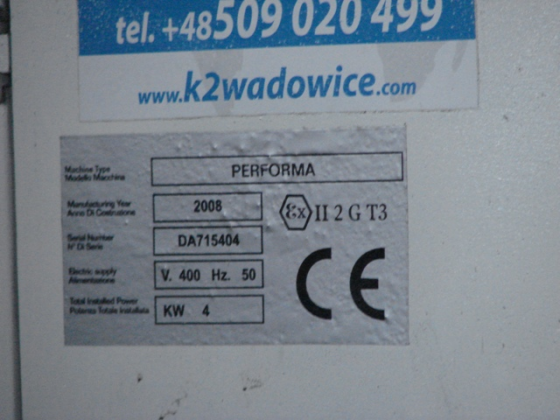 tel. +48509 020 499
www.k2wadowice.com
Machine Type
Modello Macchina
PERFORMA
Manufacturing Year
Anno Di Costruzione
2008
Ex II 2 G T3
Serial Number
N° Di Serie
DA715404
Electric supply
Alimentazione
V. 400 Hz. 50
CE
Total Installed Power
Potenza Totale Installata
KW 4